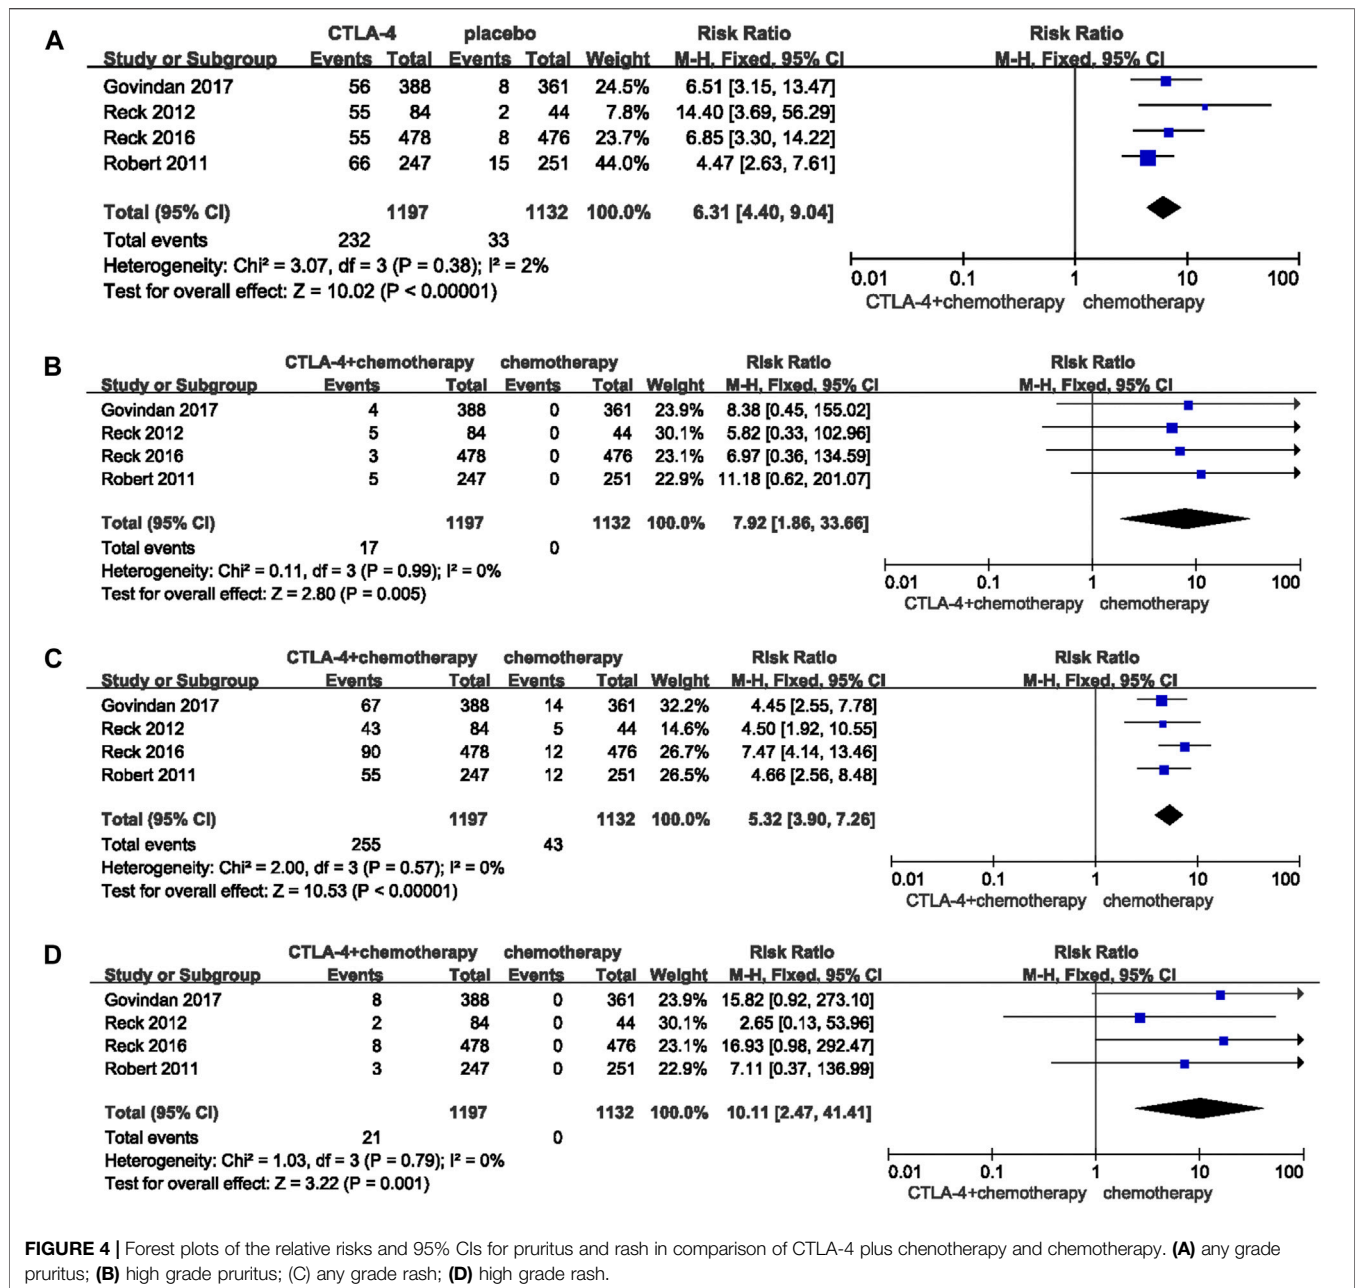 A
CTLA-4 placebo Risk Ratio Risk Ratio
Study or Subgroup Events Total Events Total Weight M-H, Fixed, 95% CI M-H, Fixed, 95% CI
Govindan 2017 56 388 8 361 24.5% 6.51 [3.15, 13.47]
Reck 2012 55 84 2 44 7.8% 14.40 [3.69, 56.29]
Reck 2016 55 478 8 476 23.7% 6.85 [3.30, 14.22]
Robert 2011 66 247 15 251 44.0% 4.47 [2.63, 7.61]
Total (95% CI) 1197 1132 100.0% 6.31 [4.40, 9.04]
Total events 232 33
Heterogeneity: Chi² = 3.07, df = 3 (P = 0.38); I² = 2%
Test for overall effect: Z = 10.02 (P < 0.00001)
0.01 0.1 1 10 100
CTLA-4+chemotherapy chemotherapy
B
CTLA-4+chemotherapy chemotherapy Risk Ratio Risk Ratio
Study or Subgroup Events Total Events Total Weight M-H, Fixed, 95% CI M-H, Fixed, 95% CI
Govindan 2017 4 388 0 361 23.9% 8.38 [0.45, 155.02]
Reck 2012 5 84 0 44 30.1% 5.82 [0.33, 102.96]
Reck 2016 3 478 0 476 23.1% 6.97 [0.36, 134.59]
Robert 2011 5 247 0 251 22.9% 11.18 [0.62, 201.07]
Total (95% CI) 1197 1132 100.0% 7.92 [1.86, 33.66]
Total events 17 0
Heterogeneity: Chi² = 0.11, df = 3 (P = 0.99); I² = 0%
Test for overall effect: Z = 2.80 (P = 0.005)
0.01 0.1 1 10 100
CTLA-4+chemotherapy chemotherapy
C
CTLA-4+chemotherapy chemotherapy Risk Ratio Risk Ratio
Study or Subgroup Events Total Events Total Weight M-H, Fixed, 95% CI M-H, Fixed, 95% CI
Govindan 2017 67 388 14 361 32.2% 4.45 [2.55, 7.78]
Reck 2012 43 84 5 44 14.6% 4.50 [1.92, 10.55]
Reck 2016 90 478 12 476 26.7% 7.47 [4.14, 13.46]
Robert 2011 55 247 12 251 26.5% 4.66 [2.56, 8.48]
Total (95% CI) 1197 1132 100.0% 5.32 [3.90, 7.26]
Total events 255 43
Heterogeneity: Chi² = 2.00, df = 3 (P = 0.57); I² = 0%
Test for overall effect: Z = 10.53 (P < 0.00001)
0.01 0.1 1 10 100
CTLA-4+chemotherapy chemotherapy
D
CTLA-4+chemotherapy chemotherapy Risk Ratio Risk Ratio
Study or Subgroup Events Total Events Total Weight M-H, Fixed, 95% CI M-H, Fixed, 95% CI
Govindan 2017 8 388 0 361 23.9% 15.82 [0.92, 273.10]
Reck 2012 2 84 0 44 30.1% 2.65 [0.13, 53.96]
Reck 2016 8 478 0 476 23.1% 16.93 [0.98, 292.47]
Robert 2011 3 247 0 251 22.9% 7.11 [0.37, 136.99]
Total (95% CI) 1197 1132 100.0% 10.11 [2.47, 41.41]
Total events 21 0
Heterogeneity: Chi² = 1.03, df = 3 (P = 0.79); I² = 0%
Test for overall effect: Z = 3.22 (P = 0.001)
0.01 0.1 1 10 100
CTLA-4+chemotherapy chemotherapy
FIGURE 4 | Forest plots of the relative risks and 95% CIs for pruritus and rash in comparison of CTLA-4 plus chenotherapy and chemotherapy. (A) any grade
pruritus; (B) high grade pruritus; (C) any grade rash; (D) high grade rash.